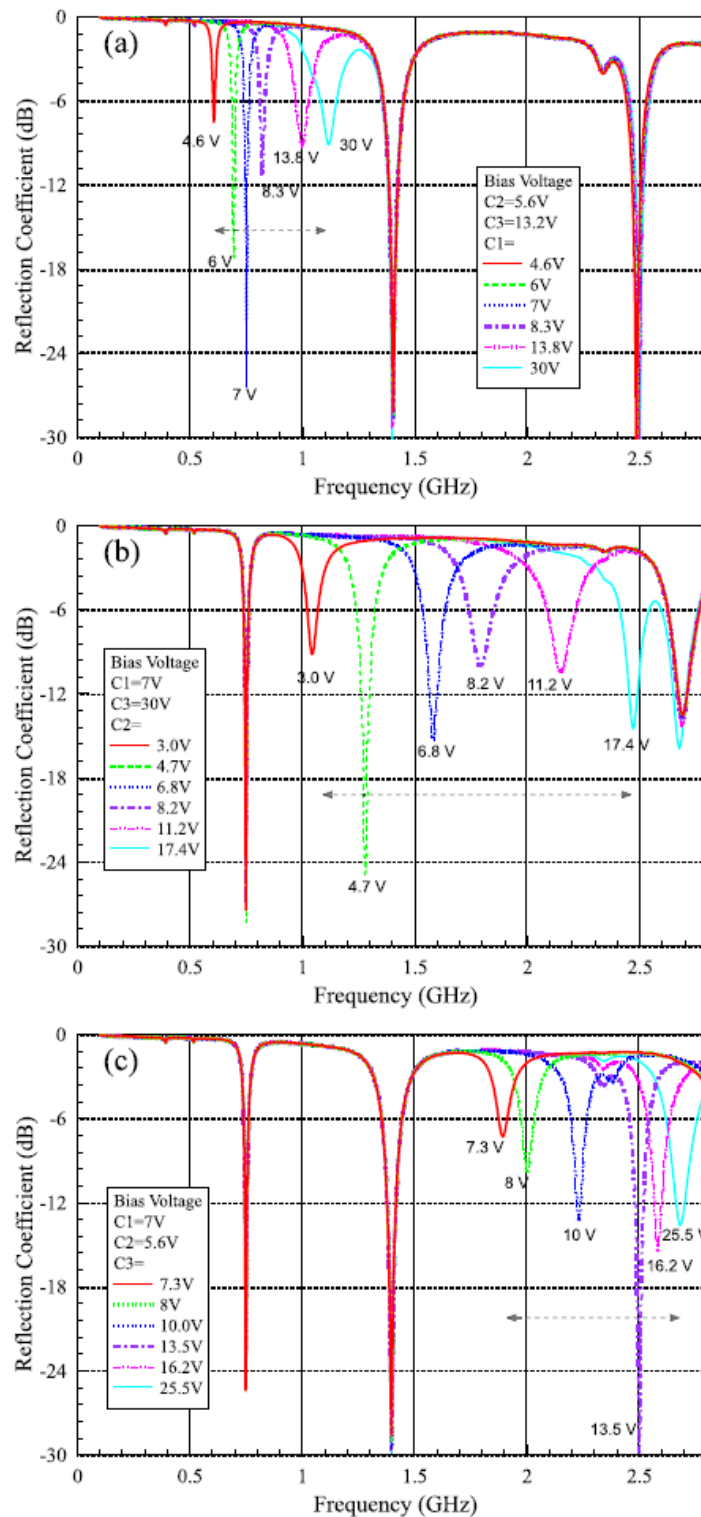 (a)
0
-6
-12
-18
-24
-30
Reflection Coefficient (dB)
4.6 V
6 V
7 V
8.3 V
13.8 V
30 V
Bias Voltage
C2=5.6V
C3=13.2V
C1=
4.6V
6V
7V
8.3V
13.8V
30V
0 0.5 1 1.5 2 2.5
Frequency (GHz)
(b)
0
-6
-12
-18
-24
-30
Reflection Coefficient (dB)
3.0 V
4.7 V
6.8 V
8.2 V
11.2 V
17.4 V
Bias Voltage
C1=7V
C3=30V
C2=
3.0V
4.7V
6.8V
8.2V
11.2V
17.4V
0 0.5 1 1.5 2 2.5
Frequency (GHz)
(c)
0
-6
-12
-18
-24
-30
Reflection Coefficient (dB)
7.3 V
8 V
10 V
13.5 V
16.2 V
25.5 V
Bias Voltage
C1=7V
C2=5.6V
C3=
7.3V
8V
10.0V
13.5V
16.2V
25.5V
0 0.5 1 1.5 2 2.5
Frequency (GHz)